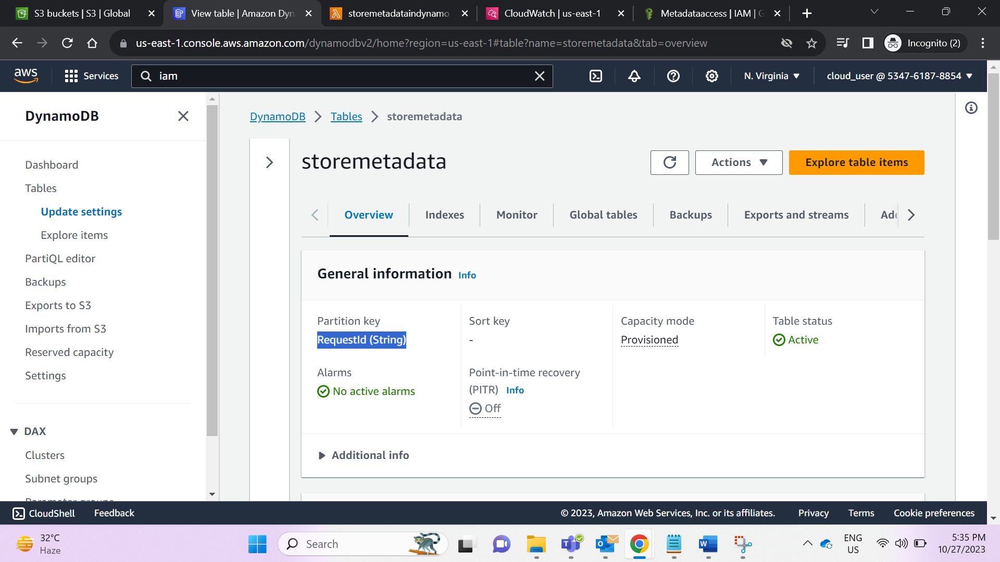 S3 buckets | S3 | Global
View table | Amazon Dyn
storemetadataindynamo
CloudWatch | us-east-1
Metadataaccess | IAM | G
us-east-1.console.aws.amazon.com/dynamodbv2/home?region=us-east-1#table?name=storemetadata&tab=overview
Incognito (2)
aws
Services
iam
N. Virginia
cloud_user @ 5347-6187-8854
DynamoDB
Dashboard
Tables
Update settings
Explore items
PartiQL editor
Backups
Exports to S3
Imports from S3
Reserved capacity
Settings
DAX
Clusters
Subnet groups
Parameter groups
DynamoDB > Tables > storemetadata
storemetadata
Actions
Explore table items
Overview
Indexes
Monitor
Global tables
Backups
Exports and streams
Ad
General information Info
Partition key
RequestId (String)
Sort key
-
Capacity mode
Provisioned
Table status
Active
Alarms
No active alarms
Point-in-time recovery
(PITR) Info
Off
Additional info
CloudShell
Feedback
© 2023, Amazon Web Services, Inc. or its affiliates.
Privacy
Terms
Cookie preferences
32°C
Haze
Search
ENG
US
5:35 PM
10/27/2023